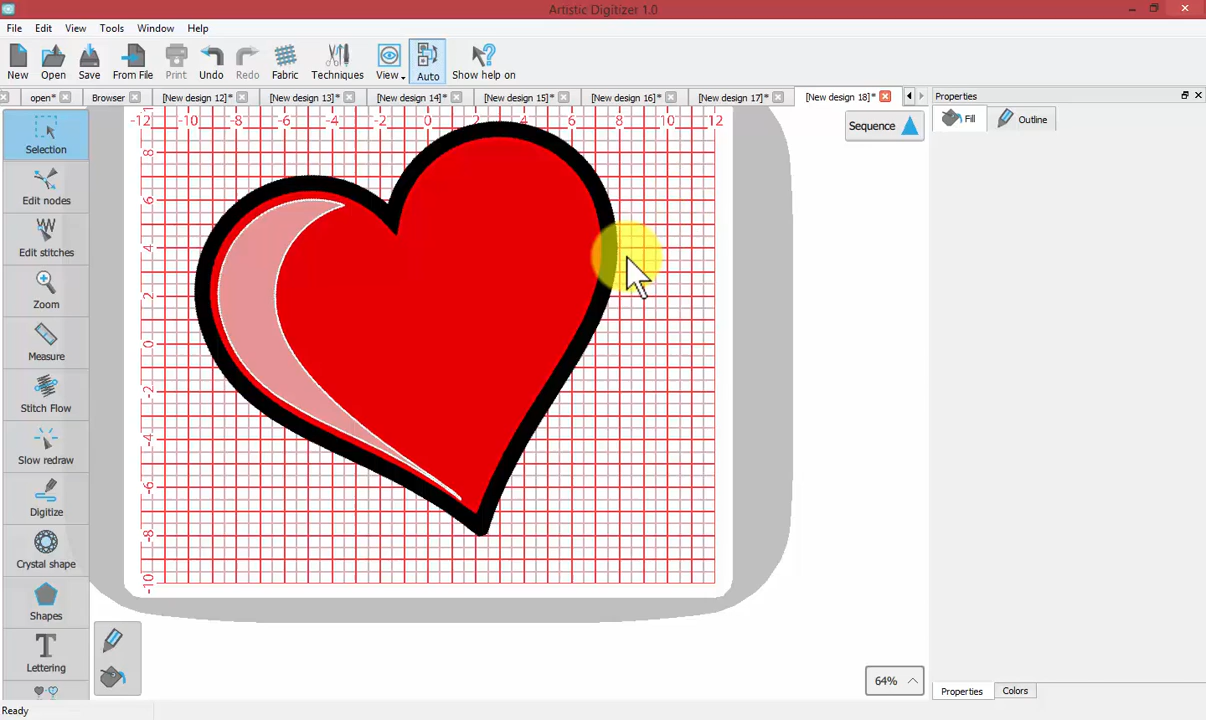 Artistic Digitizer 1.0
File Edit View Tools Window Help
New Open Save From File Print Undo Redo Fabric Techniques View Auto Show help on
open* Browser [New design 12]* [New design 13]* [New design 14]* [New design 15]* [New design 16]* [New design 17]* [New design 18]* Properties
-12 -10 -8 -6 -4 -2 0 2 4 6 8 10 12
Sequence
Fill Outline
8
6
4
2
0
-2
-4
-6
-8
-10
Selection
Edit nodes
Edit stitches
Zoom
Measure
Stitch Flow
Slow redraw
Digitize
Crystal shape
Shapes
Lettering
64%
Properties Colors
Ready